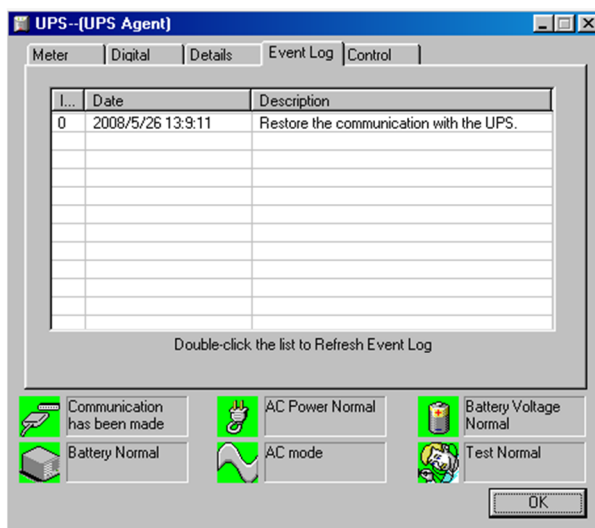 UPS--(UPS Agent)
Meter Digital Details Event Log Control
I... Date Description
0 2008/5/26 13:9:11 Restore the communication with the UPS.
Double-click the list to Refresh Event Log
Communication
has been made
AC Power Normal
Battery Voltage
Normal
Battery Normal
AC mode
Test Normal
OK